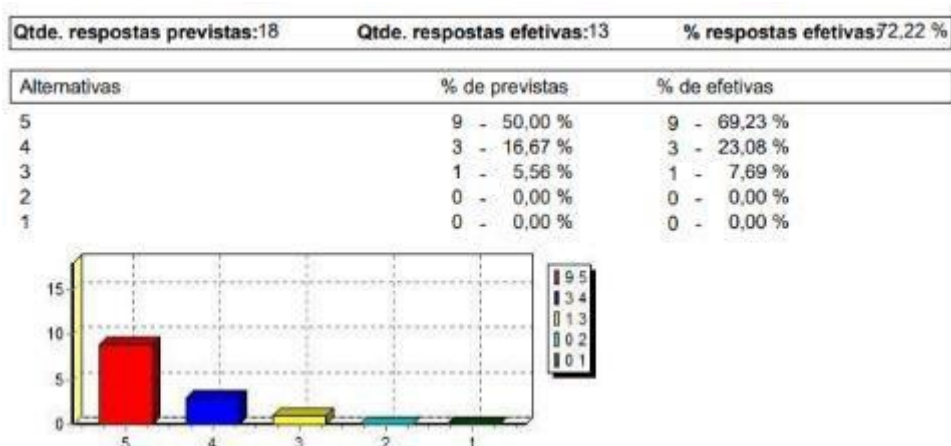 Qtde. respostas previstas:18 Qtde. respostas efetivas:13 % respostas efetivas:72,22 %
Alternativas % de previstas % de efetivas
5 9 - 50,00 % 9 - 69,23 %
4 3 - 16,67 % 3 - 23,08 %
3 1 - 5,56 % 1 - 7,69 %
2 0 - 0,00 % 0 - 0,00 %
1 0 - 0,00 % 0 - 0,00 %
15
10
5
0
5 4 3 2 1
9 5
3 4
1 3
0 2
0 1